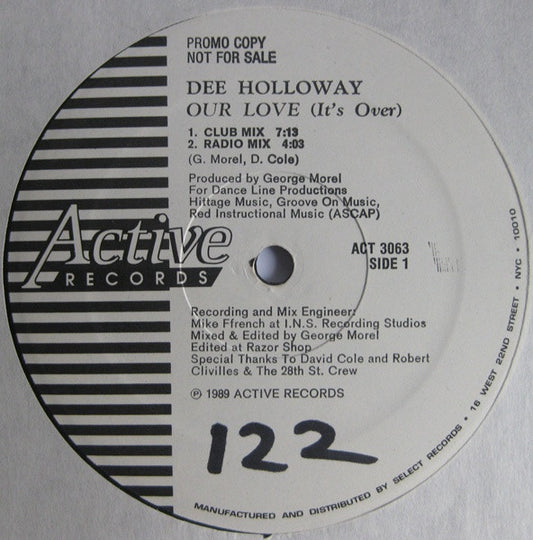 PROMO COPY
NOT FOR SALE
DEE HOLLOWAY
OUR LOVE (It's Over)
1. CLUB MIX 7:13
2. RADIO MIX 4:03
(G. Morel, D. Cole)
Produced by George Morel
For Dance Line Productions
Hittage Music, Groove On Music,
Red Instructional Music (ASCAP)
Active
RECORDS
ACT 3063
SIDE 1
Recording and Mix Engineer:
Mike Ffrench at I.N.S. Recording Studios
Mixed & Edited by George Morel
Edited at Razor Shop
Special Thanks To David Cole and Robert
Clivilles & The 28th St. Crew
℗ 1989 ACTIVE RECORDS
122
MANUFACTURED AND DISTRIBUTED BY SELECT RECORDS • 16 WEST 22ND STREET • NYC • 10010